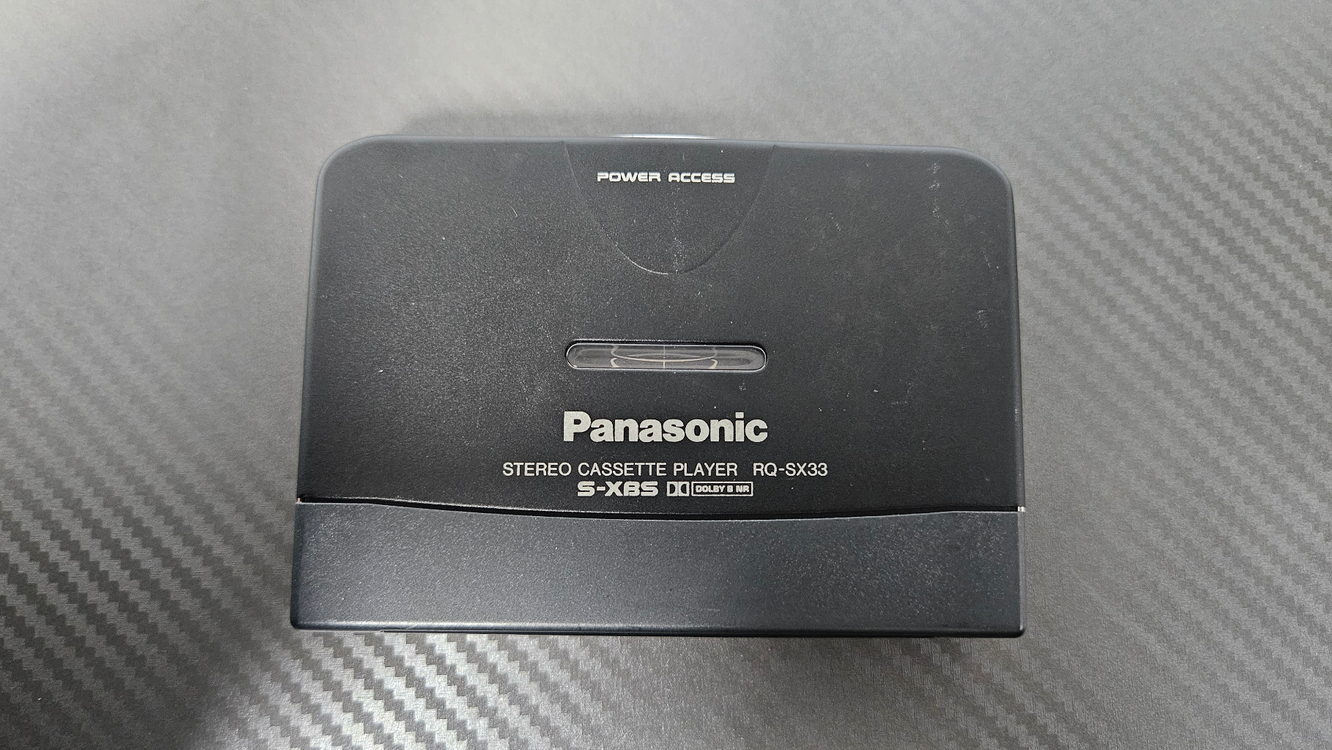 POWER ACCESS
Panasonic
STEREO CASSETTE PLAYER RQ-SX33
S-XBS DOLBY B NR